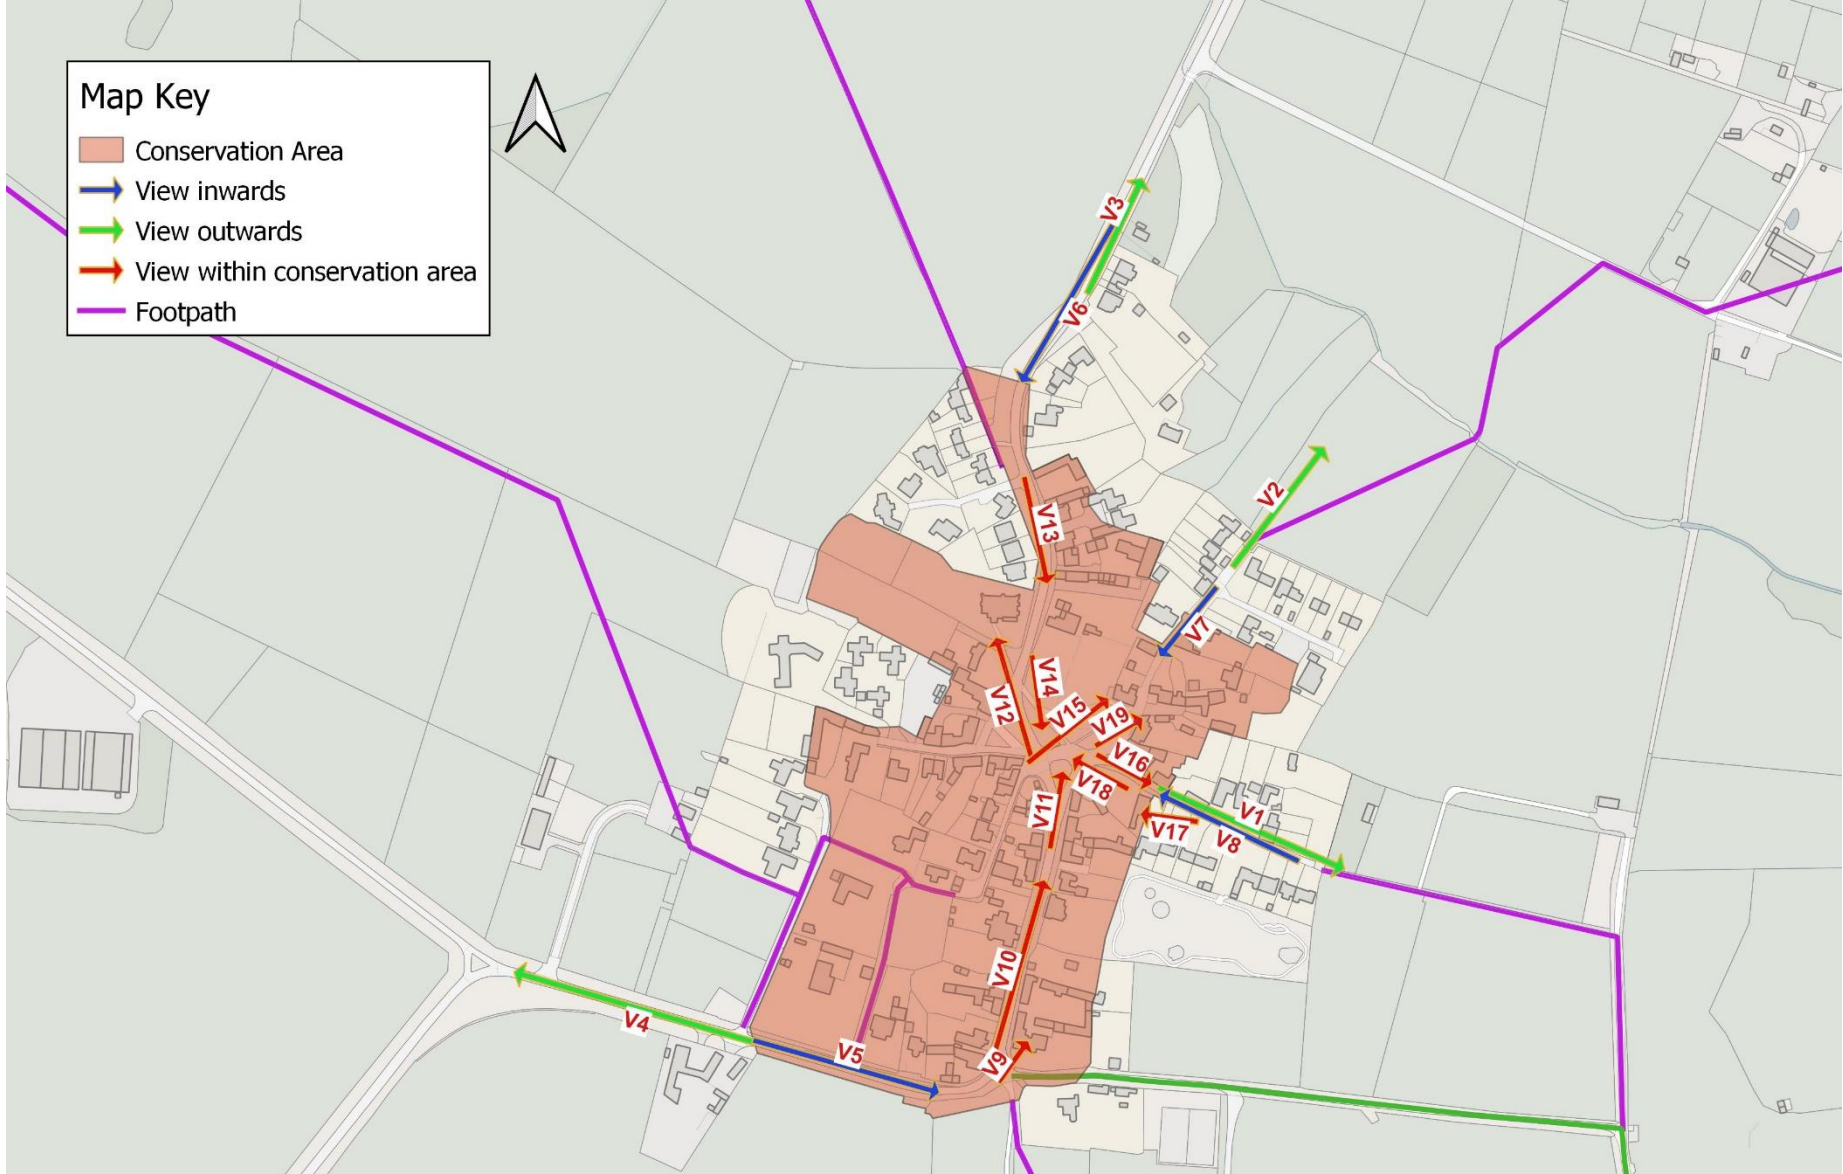 Map Key
Conservation Area
View inwards
View outwards
View within conservation area
Footpath
V3
V6
V2
V13
V7
V14
V12
V15
V19
V16
V18
V11
V1
V17
V8
V10
V4
V5
V9